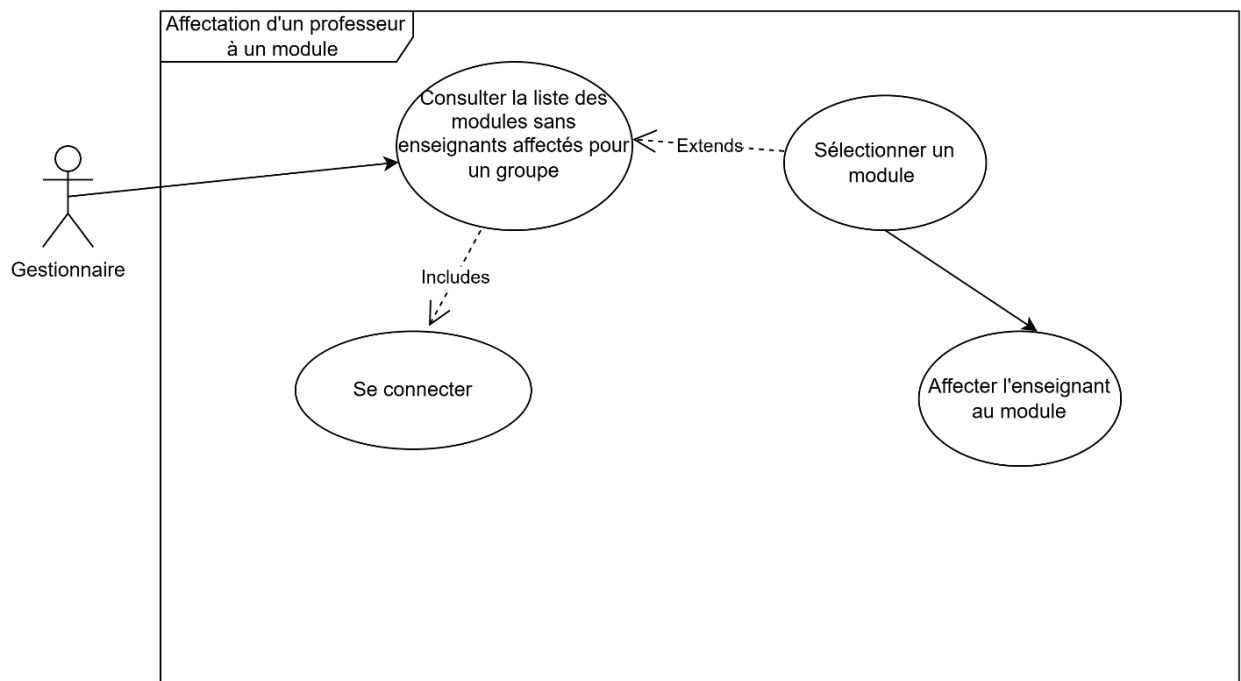 Affectation d'un professeur
à un module
Consulter la liste des
modules sans
enseignants affectés pour
un groupe
Extends
Sélectionner un
module
Gestionnaire
Includes
Se connecter
Affecter l'enseignant
au module